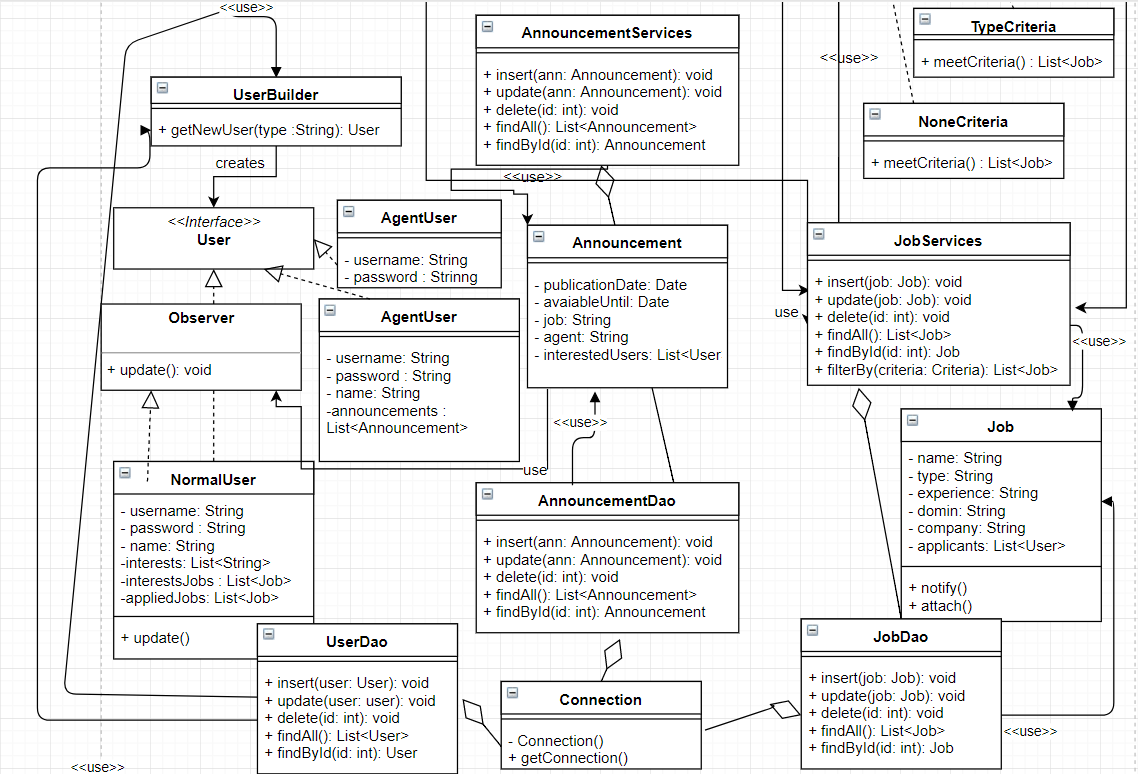 <<use>>
UserBuilder
+ getNewUser(type :String): User
creates
<<Interface>>
User
AgentUser
- username: String
- password : Strinng
Observer
+ update(): void
AgentUser
- username: String
- password : String
- name: String
-announcements :
List<Announcement>
NormalUser
- username: String
- password : String
- name: String
-interests: List<String>
-interestsJobs : List<Job>
-appliedJobs: List<Job>
+ update()
UserDao
+ insert(user: User): void
+ update(user: user): void
+ delete(id: int): void
+ findAll(): List<User>
+ findById(id: int): User
<<use>>
AnnouncementServices
+ insert(ann: Announcement): void
+ update(ann: Announcement): void
+ delete(id: int): void
+ findAll(): List<Announcement>
+ findById(id: int): Announcement
<<use>>
Announcement
- publicationDate: Date
- avaiableUntil: Date
- job: String
- agent: String
- interestedUsers: List<User
<<use>>
use
AnnouncementDao
+ insert(ann: Announcement): void
+ update(ann: Announcement): void
+ delete(id: int): void
+ findAll(): List<Announcement>
+ findById(id: int): Announcement
Connection
- Connection()
+ getConnection()
TypeCriteria
+ meetCriteria() : List<Job>
<<use>>
NoneCriteria
+ meetCriteria() : List<Job>
JobServices
+ insert(job: Job): void
+ update(job: Job): void
+ delete(id: int): void
+ findAll(): List<Job>
+ findById(id: int): Job
+ filterBy(criteria: Criteria): List<Job>
use
<<use>>
Job
- name: String
- type: String
- experience: String
- domin: String
- company: String
- applicants: List<User>
+ notify()
+ attach()
JobDao
+ insert(job: Job): void
+ update(job: Job): void
+ delete(id: int): void
+ findAll(): List<Job>
+ findById(id: int): Job
<<use>>